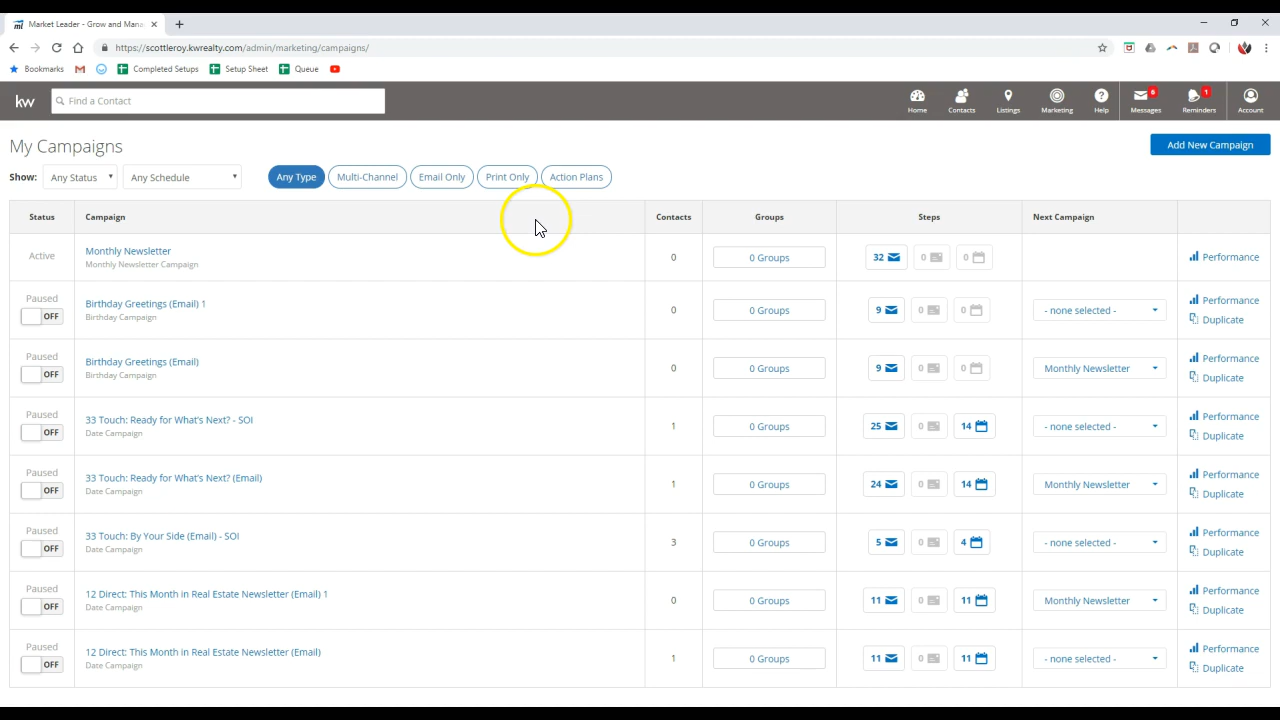 Market Leader - Grow and Mana
https://scottleroy.kwrealty.com/admin/marketing/campaigns/
Bookmarks Completed Setups Setup Sheet Queue
kw Find a Contact Home Contacts Listings Marketing Help Messages 6 Reminders 1 Account
My Campaigns Add New Campaign
Show: Any Status Any Schedule Any Type Multi-Channel Email Only Print Only Action Plans
Status Campaign Contacts Groups Steps Next Campaign
Active Monthly Newsletter 0 0 Groups 32 0 0 Performance
Monthly Newsletter Campaign
Paused Birthday Greetings (Email) 1 0 0 Groups 9 0 0 - none selected - Performance
OFF Birthday Campaign Duplicate
Paused Birthday Greetings (Email) 0 0 Groups 9 0 0 Monthly Newsletter Performance
OFF Birthday Campaign Duplicate
Paused 33 Touch: Ready for What's Next? - SOI 1 0 Groups 25 0 14 - none selected - Performance
OFF Date Campaign Duplicate
Paused 33 Touch: Ready for What's Next? (Email) 1 0 Groups 24 0 14 Monthly Newsletter Performance
OFF Date Campaign Duplicate
Paused 33 Touch: By Your Side (Email) - SOI 3 0 Groups 5 0 4 - none selected - Performance
OFF Date Campaign Duplicate
Paused 12 Direct: This Month in Real Estate Newsletter (Email) 1 0 0 Groups 11 0 11 Monthly Newsletter Performance
OFF Date Campaign Duplicate
Paused 12 Direct: This Month in Real Estate Newsletter (Email) 1 0 Groups 11 0 11 - none selected - Performance
OFF Date Campaign Duplicate